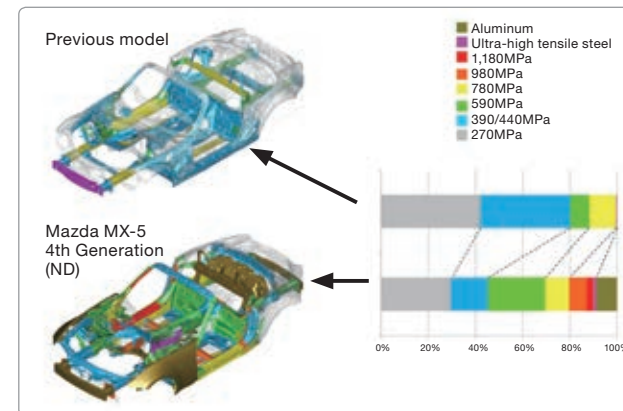 Previous model
Mazda MX-5
4th Generation
(ND)
Aluminum
Ultra-high tensile steel
1,180MPa
980MPa
780MPa
590MPa
390/440MPa
270MPa
0% 20% 40% 60% 80% 100%